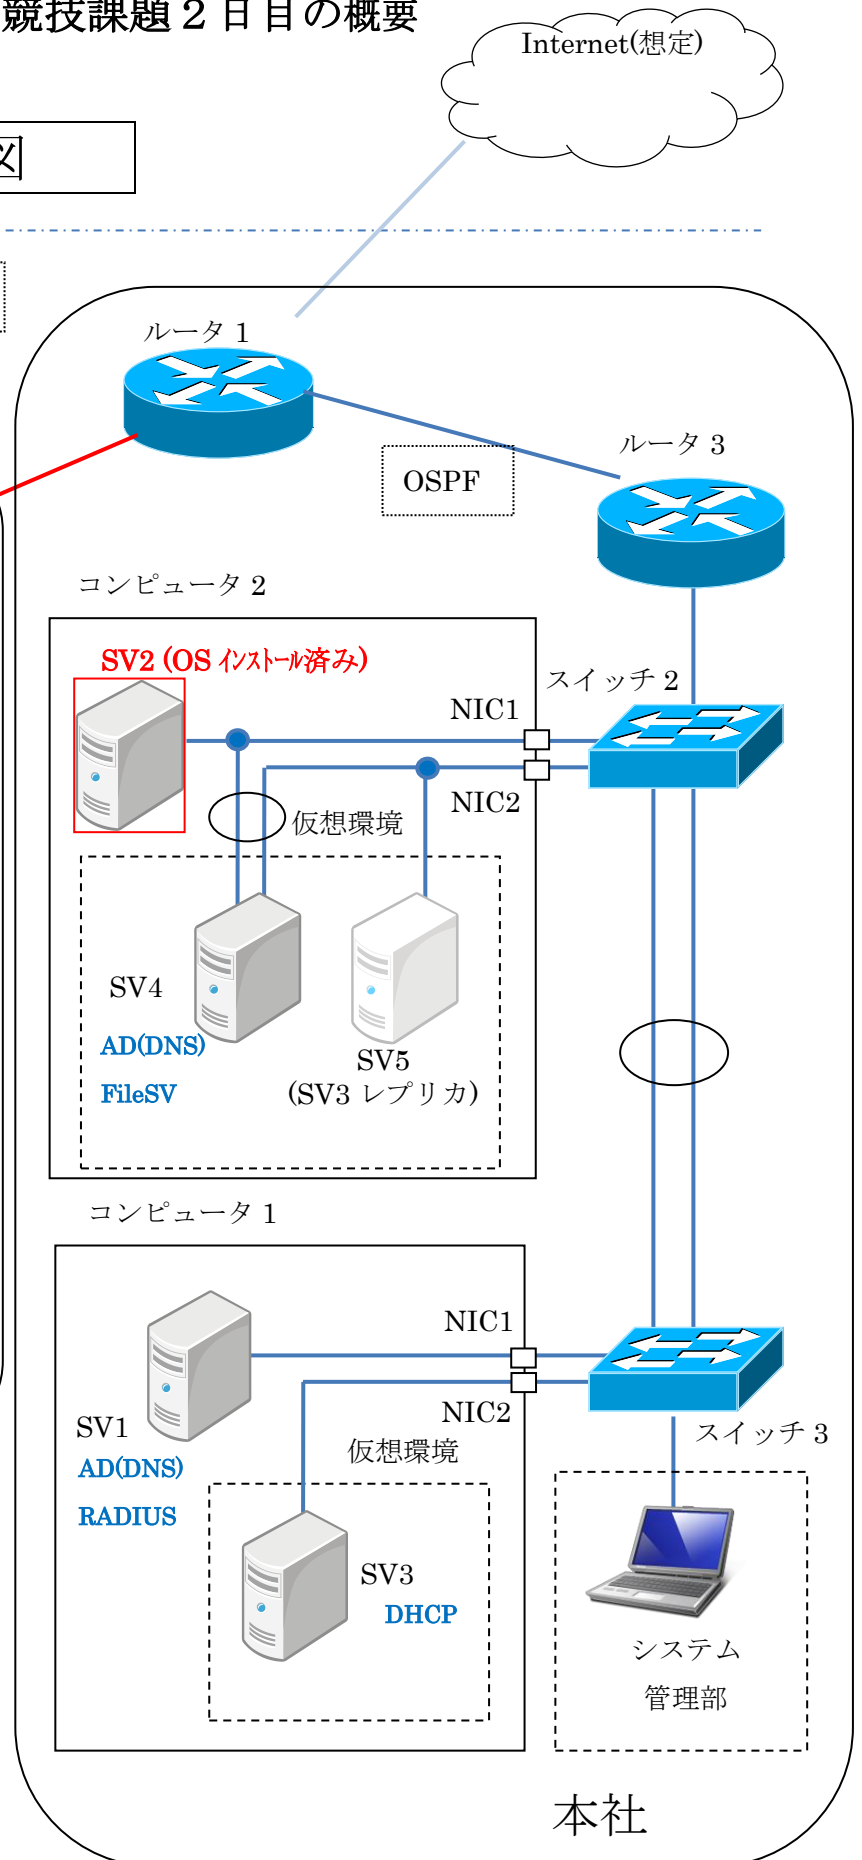 競技課題２日目の概要
Internet(想定)
図
ルータ 1
ルータ 3
OSPF
コンピュータ 2
SV2 (OS インストール済み)
スイッチ 2
NIC1
NIC2
仮想環境
SV4
AD(DNS)
FileSV
SV5
(SV3 レプリカ)
コンピュータ 1
NIC1
NIC2
SV1
AD(DNS)
RADIUS
仮想環境
スイッチ 3
SV3
DHCP
システム
管理部
本社